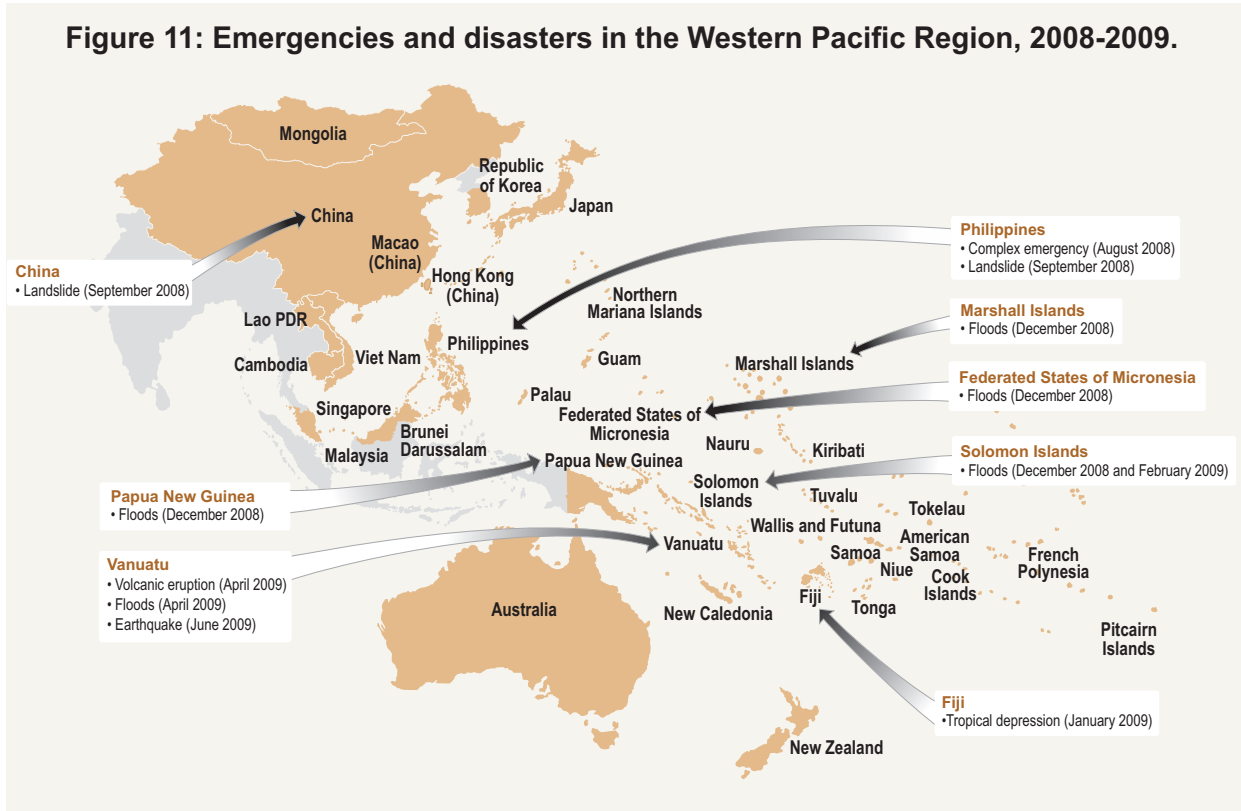 Figure 11: Emergencies and disasters in the Western Pacific Region, 2008-2009.
Mongolia
Republic
of Korea
Japan
China
Macao
(China)
Hong Kong
(China)
China
• Landslide (September 2008)
Philippines
• Complex emergency (August 2008)
• Landslide (September 2008)
Northern
Mariana Islands
Lao PDR
Philippines
Viet Nam
Cambodia
Guam
Marshall Islands
Marshall Islands
• Floods (December 2008)
Federated States of Micronesia
• Floods (December 2008)
Palau
Singapore
Federated States of
Micronesia
Brunei
Darussalam
Malaysia
Nauru
Kiribati
Papua New Guinea
Solomon Islands
• Floods (December 2008 and February 2009)
Solomon
Islands
Papua New Guinea
• Floods (December 2008)
Tuvalu
Tokelau
Wallis and Futuna
American
Samoa
Samoa
Vanuatu
Niue
Cook
Islands
French
Polynesia
Vanuatu
• Volcanic eruption (April 2009)
• Floods (April 2009)
• Earthquake (June 2009)
Australia
New Caledonia
Fiji
Tonga
Pitcairn
Islands
Fiji
•Tropical depression (January 2009)
New Zealand